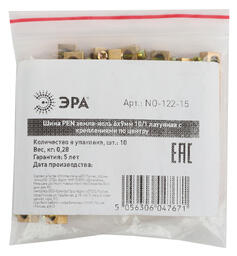 ЭРА
Арт.: NO-122-15
Шина PEN земля-ноль 6х9мм 10/1 латунная с
креплениями по центру
Количество в упаковке, шт.: 10
Вес, кг: 0,28
Гарантия: 5 лет
Дата производства:
EAC
5 056306 047671